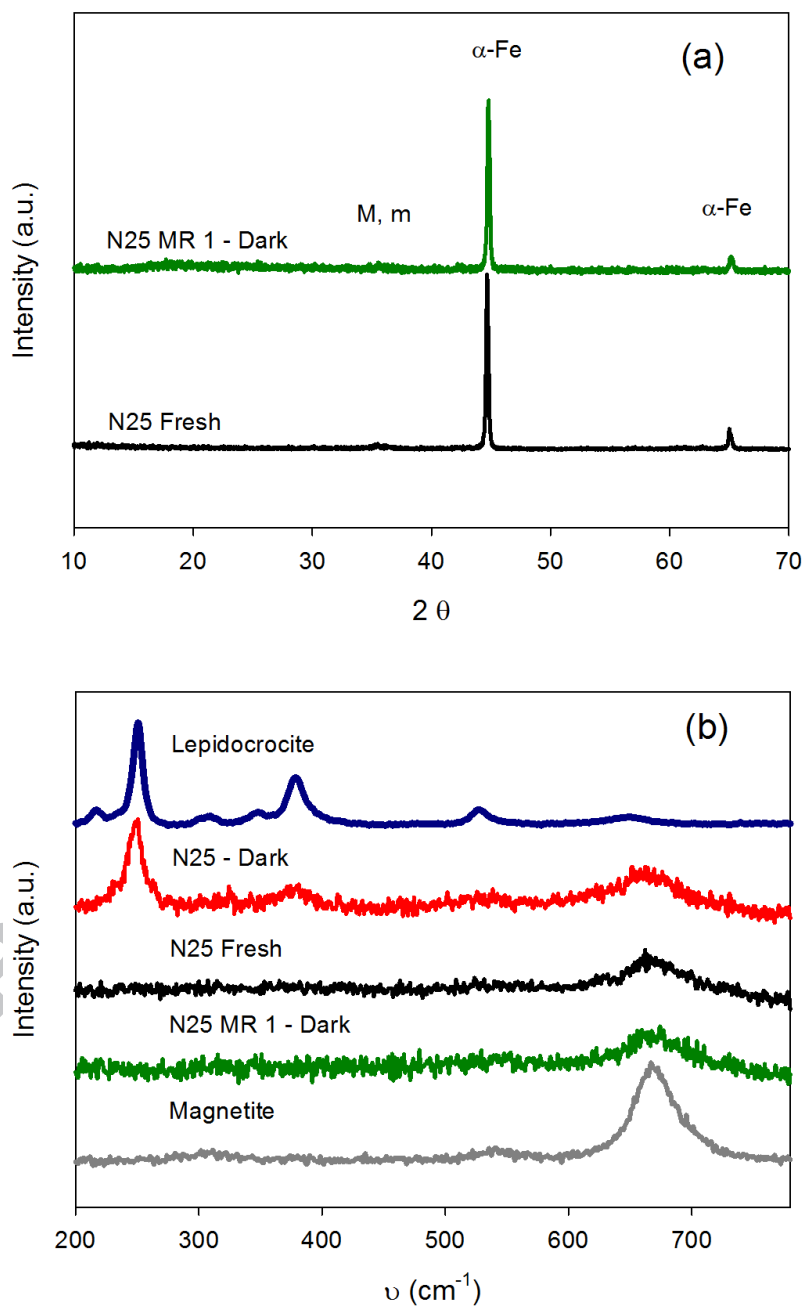 α-Fe
(a)
M, m
α-Fe
N25 MR 1 - Dark
N25 Fresh
Intensity (a.u.)
10 20 30 40 50 60 70
2 θ
(b)
Lepidocrocite
N25 - Dark
N25 Fresh
N25 MR 1 - Dark
Magnetite
Intensity (a.u.)
200 300 400 500 600 700
υ (cm⁻¹)